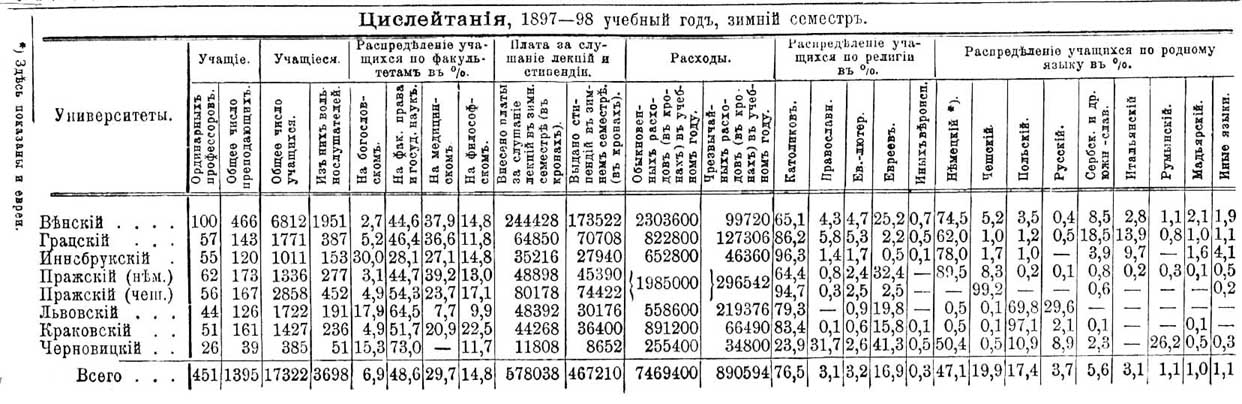 Цислейтанія, 1897—98 учебный годъ, зимній семестръ.
*) Здѣсь показаны и евреи.
Университеты. | Учащіе. | Учащіеся. | Распредѣленіе учащихся по факультетамъ въ %. | Плата за слушаніе лекцій и стипендіи. | Расходы. | Распредѣленіе учащихся по религіи въ %. | Распредѣленіе учащихся по родному языку въ %.
Ординарныхъ профессоровъ. | Общее число преподающихъ. | Общее число учащихся. | Изъ нихъ вольнослушателей. | На богословскомъ. | На фак. права и госуд. наукъ. | На медицинскомъ | На философскомъ. | Внесено платы за слушаніе лекцій въ зимн. семестрѣ (въ кронахъ). | Выдано стипендій въ зимнемъ семестрѣ, (въ кронахъ). | Обыкновенныхъ расходовъ (въ кронахъ) въ учебномъ году. | Чрезвычайныхъ расходовъ (въ кронахъ) въ учебномъ году. | Католиковъ. | Православн. | Ев.-лютер. | Евреевъ. | Иныхъ вѣроисп. | Нѣмецкій *). | Чешскій. | Польскій. | Русскій. | Сербск. и др. южн-слав. | Итальянскій | Румынскій. | Мадьярскій. | Иные языки.
Вѣнскій . . . . 100 466 6812 1951 2,7 44,6 37,9 14,8 244428 173522 2303600 99720 65,1 4,3 4,7 25,2 0,7 74,5 5,2 3,5 0,4 8,5 2,8 1,1 2,1 1,9
Грацскій . . . 57 143 1771 387 5,2 46,4 36,6 11,8 64850 70708 822800 127306 86,2 5,8 5,3 2,2 0,5 62,0 1,0 1,2 0,5 18,5 13,9 0,8 1,0 1,1
Иннсбрукскій . 55 120 1011 153 30,0 28,1 27,1 14,8 35216 27940 652800 46360 96,3 1,4 1,7 0,5 0,1 78,0 1,7 1,0 — 3,9 9,7 — 1,6 4,1
Пражскій (нѣм.) 62 173 1336 277 3,1 44,7 39,2 13,0 48898 45390 {1985000 {296542 64,4 0,8 2,4 32,4 — 89,5 8,3 0,2 0,1 0,8 0,2 0,3 0,1 0,5
Пражскій (чеш.) 56 167 2858 452 4,9 54,3 23,7 17,1 80178 74422 94,7 0,3 2,5 2,5 — — 99,2 — — 0,6 — — — 0,2
Львовскій . . . 44 126 1722 191 17,9 64,5 7,7 9,9 48392 30176 558600 219376 79,3 — 0,9 19,8 — 0,5 0,1 69,8 29,6 — — — — —
Краковскій . . 51 161 1427 236 4,9 51,7 20,9 22,5 44268 36400 891200 66490 83,4 0,1 0,6 15,8 0,1 0,5 0,1 97,1 2,1 0,1 — — 0,1 —
Черновицкій . . 26 39 385 51 15,3 73,0 — 11,7 11808 8652 255400 34800 23,9 31,7 2,6 41,3 0,5 50,4 0,5 10,9 8,9 2,3 — 26,2 0,5 0,3
Всего . . . 451 1395 17322 3698 6,9 48,6 29,7 14,8 578038 467210 7469400 890594 76,5 3,1 3,2 16,9 0,3 47,1 19,9 17,4 3,7 5,6 3,1 1,1 1,0 1,1